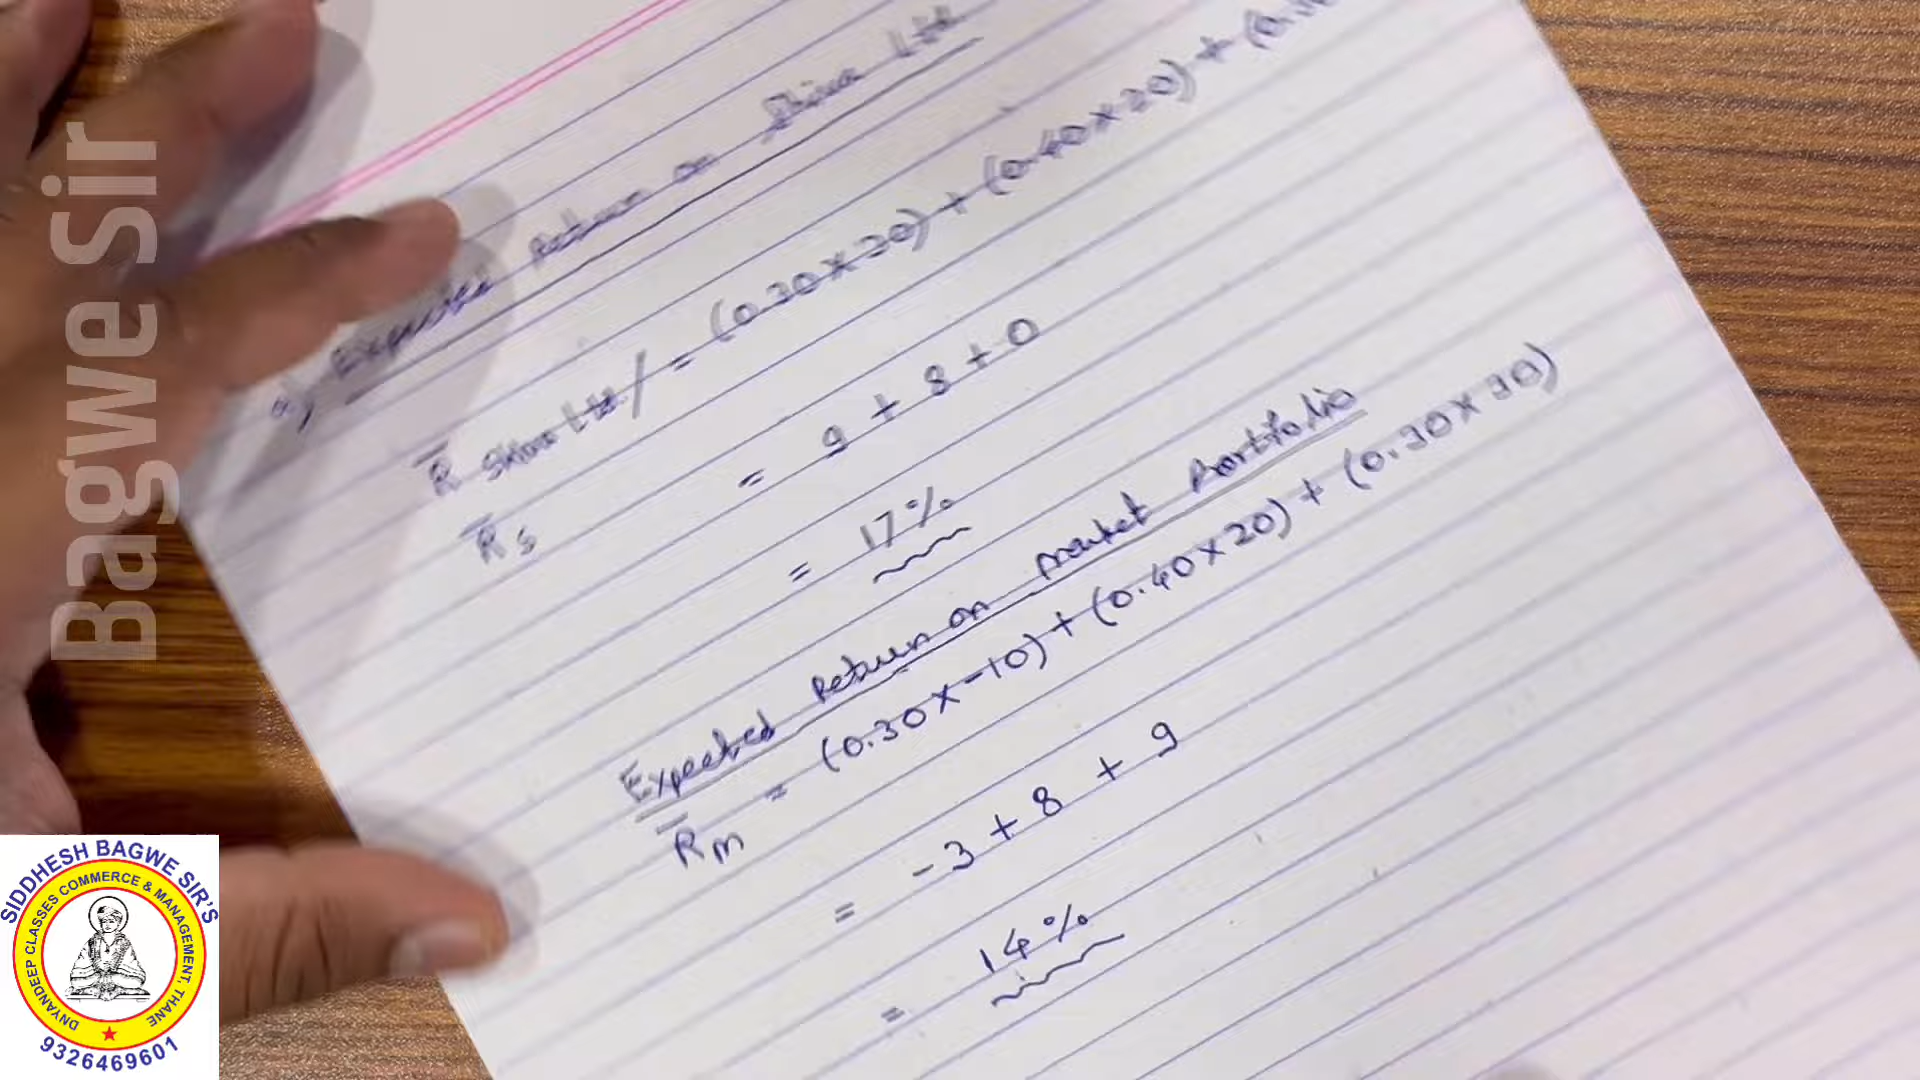 a) Expected Return on Shiva Ltd
R̅ Shiva Ltd / = (0.30 x 30) + (0.40 x 20) + (0.30
R̅s = 9 + 8 + 0
= 17%
Expected Return on market Portfolio
R̅m = (0.30 x -10) + (0.40 x 20) + (0.30 x 30)
= -3 + 8 + 9
= 14%
Bagwe Sir
SIDDHESH BAGWE SIR'S
DNYANDEEP CLASSES COMMERCE & MANAGEMENT, THANE
9326469601